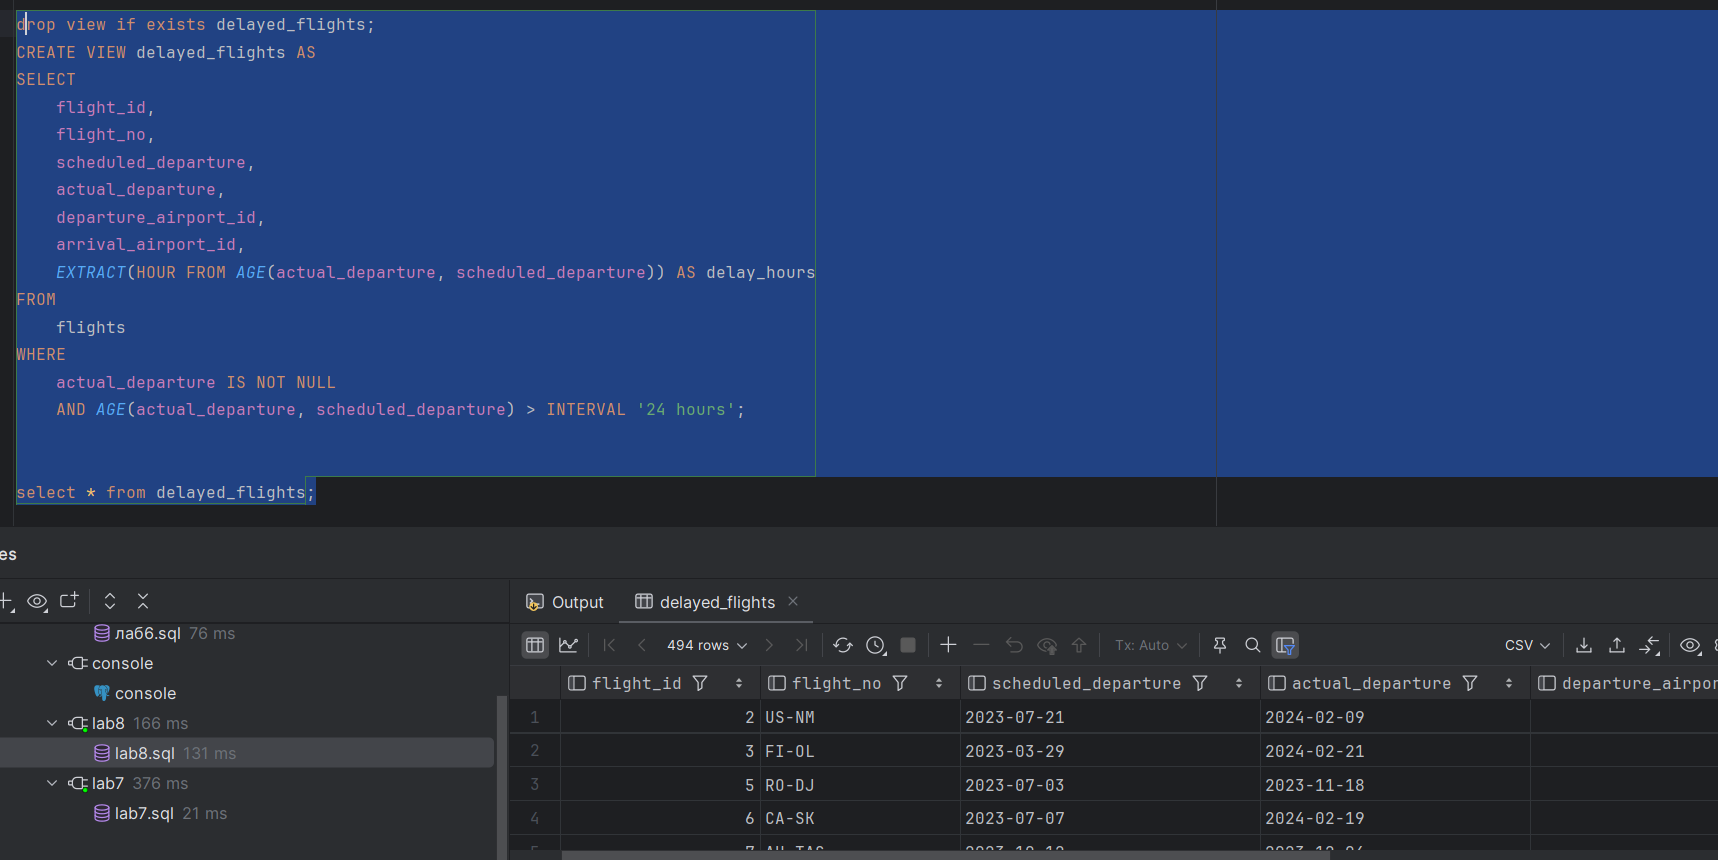 drop view if exists delayed_flights;
CREATE VIEW delayed_flights AS
SELECT
flight_id,
flight_no,
scheduled_departure,
actual_departure,
departure_airport_id,
arrival_airport_id,
EXTRACT(HOUR FROM AGE(actual_departure, scheduled_departure)) AS delay_hours
FROM
flights
WHERE
actual_departure IS NOT NULL
AND AGE(actual_departure, scheduled_departure) > INTERVAL '24 hours';
select * from delayed_flights;
es
лаб6.sql 76 ms
console
console
lab8 166 ms
lab8.sql 131 ms
lab7 376 ms
lab7.sql 21 ms
Output delayed_flights
494 rows Tx: Auto CSV
flight_id flight_no scheduled_departure actual_departure departure_airpor
1 2 US-NM 2023-07-21 2024-02-09
2 3 FI-OL 2023-03-29 2024-02-21
3 5 RO-DJ 2023-07-03 2023-11-18
4 6 CA-SK 2023-07-07 2024-02-19